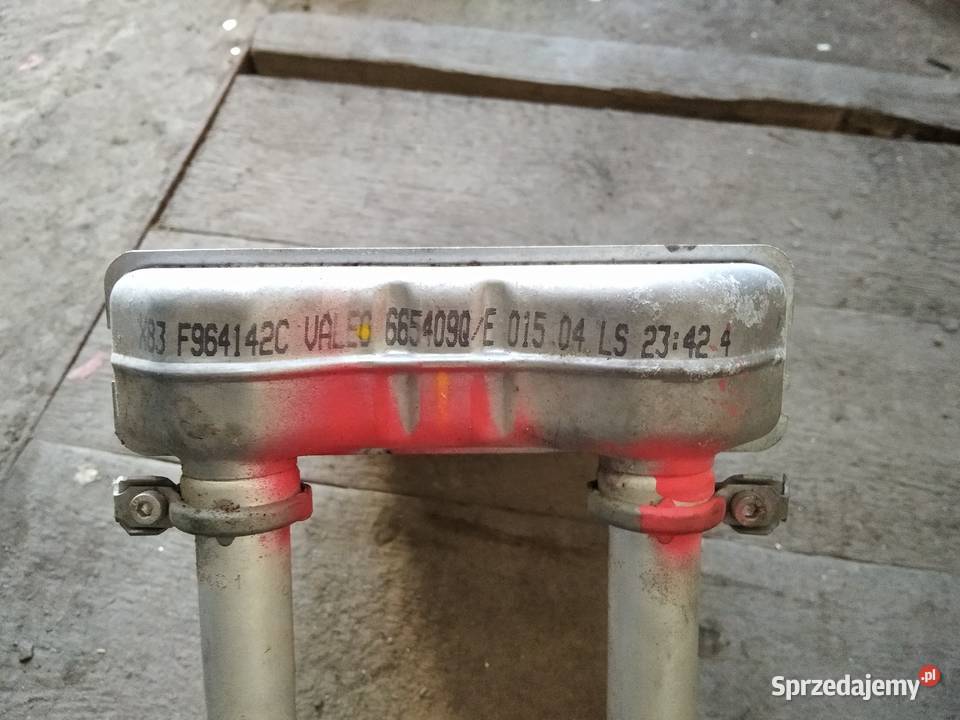 X83 F964142C VALEO 665409Q/E 015 04 LS 23:42 4
Sprzedajemy.pl